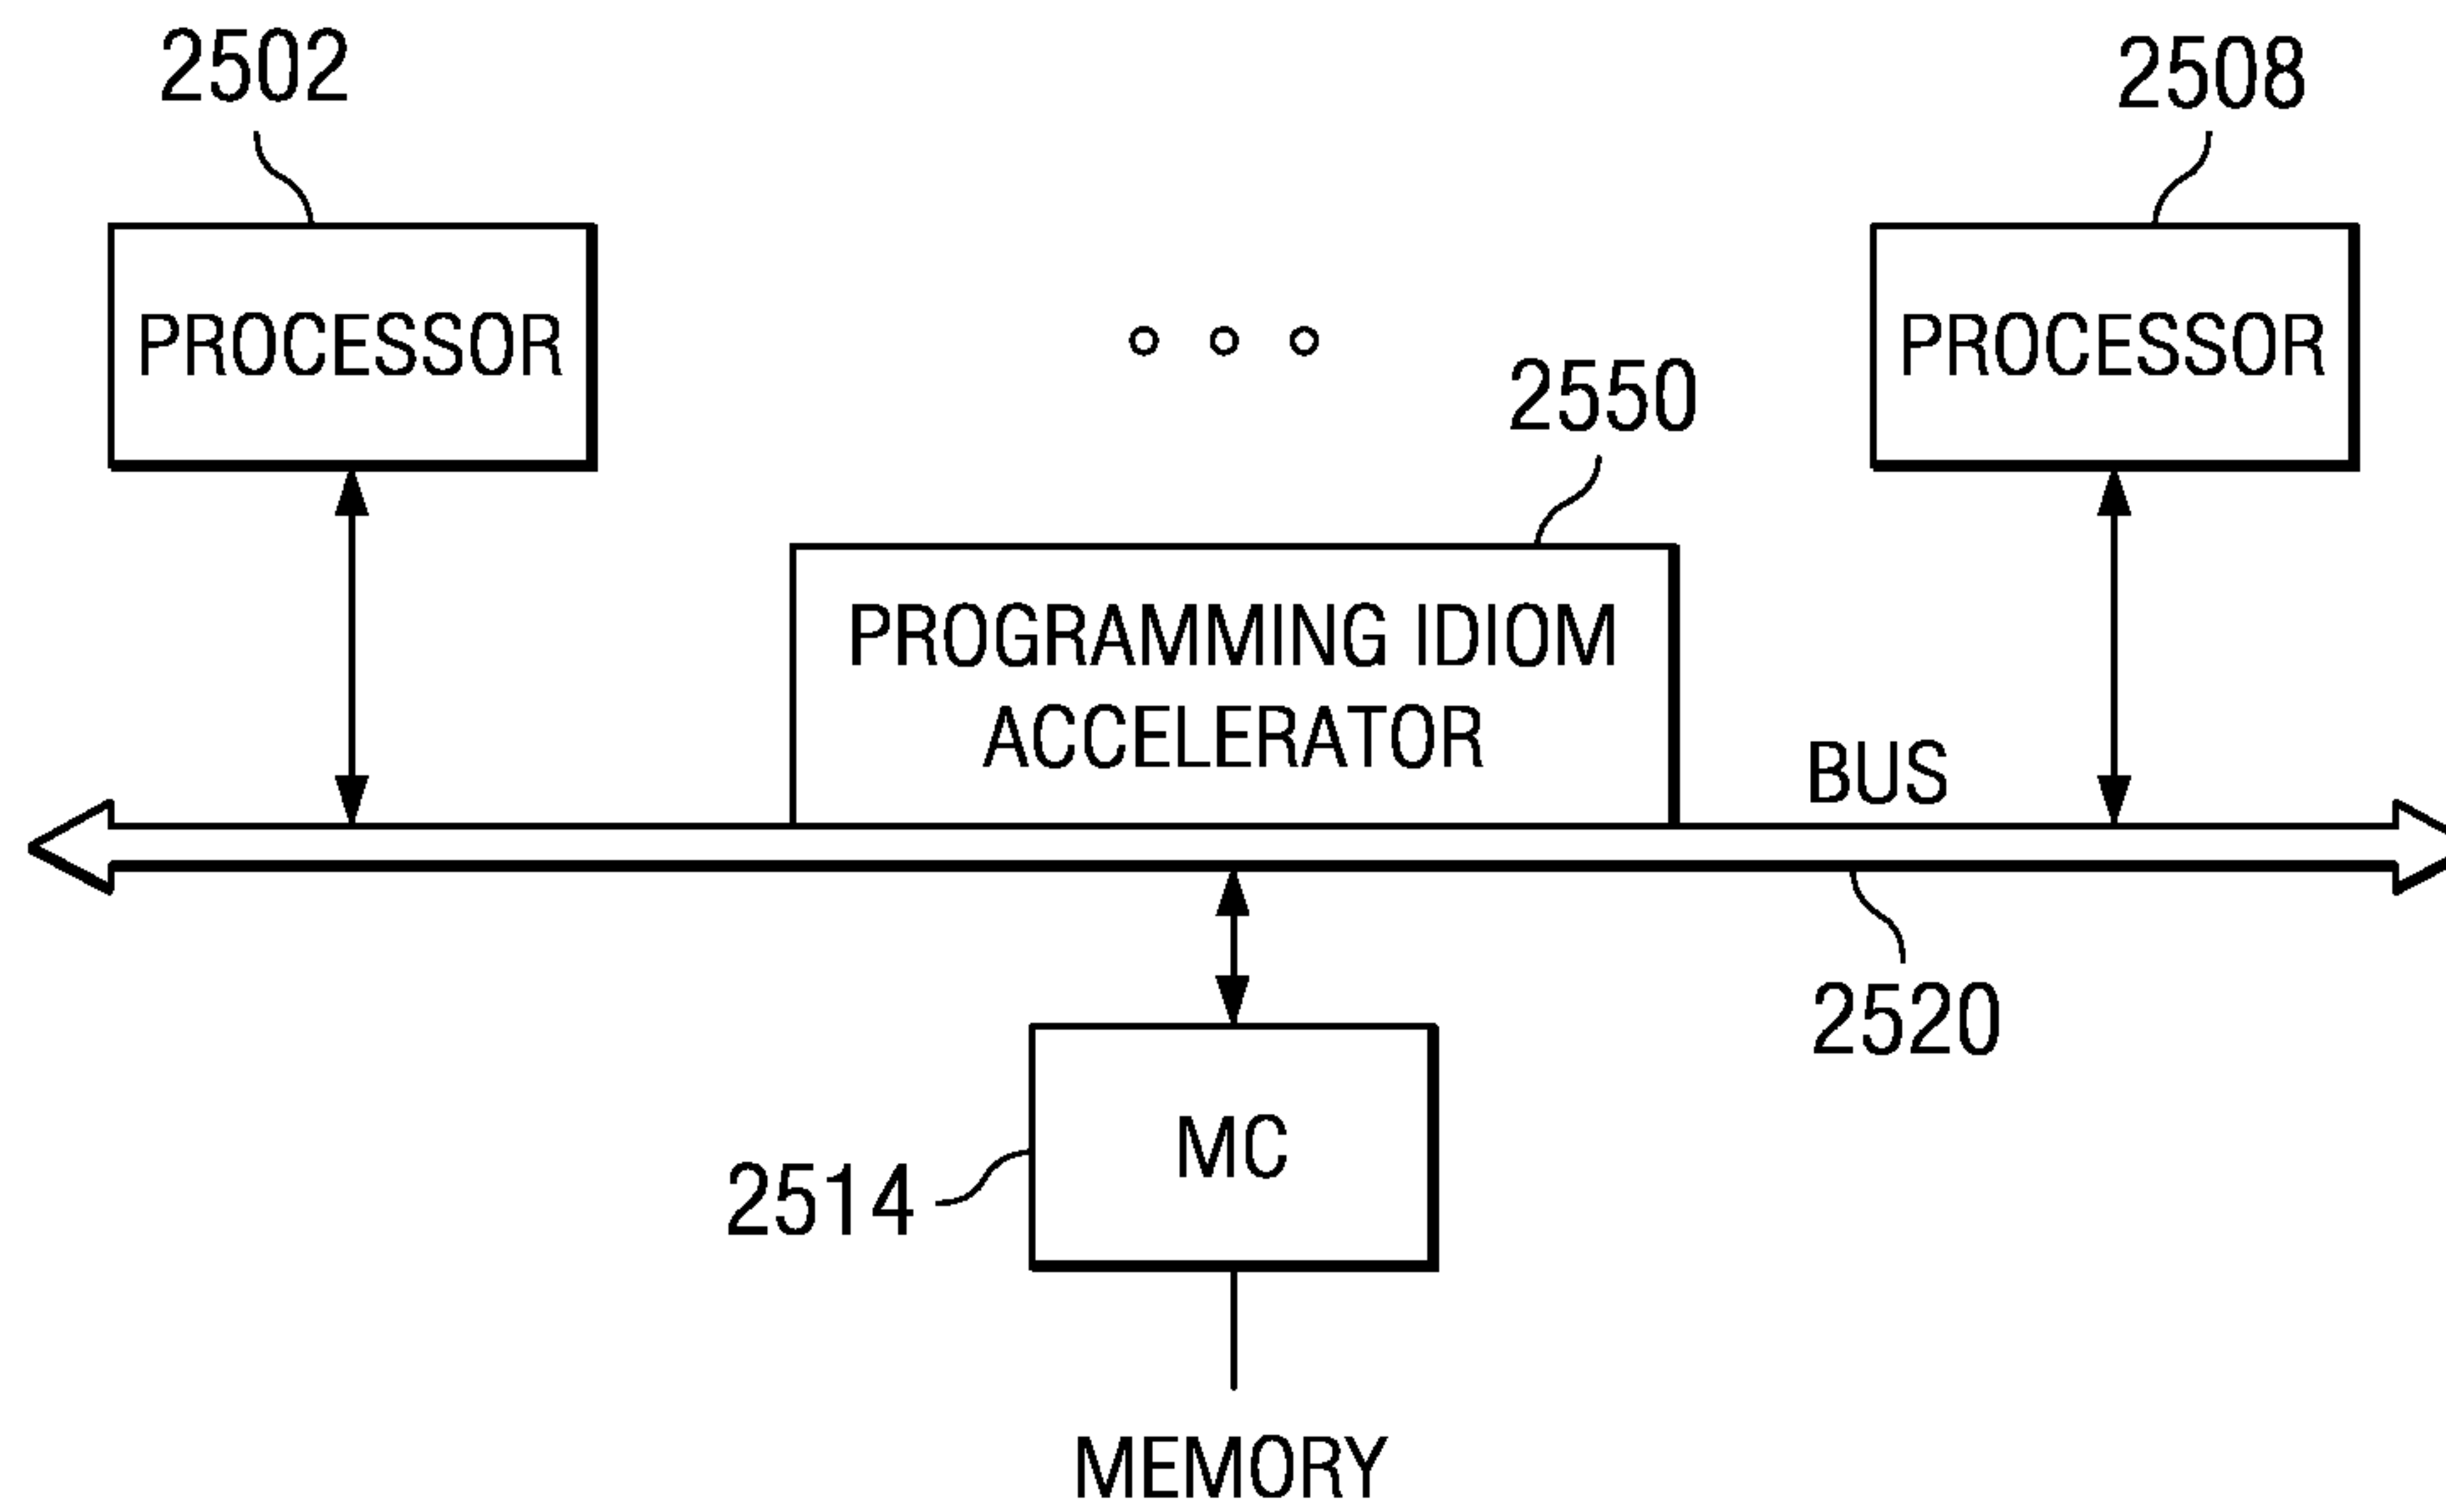 2502
2508
PROCESSOR
PROCESSOR
2550
PROGRAMMING IDIOM
ACCELERATOR
BUS
2520
MC
2514
MEMORY